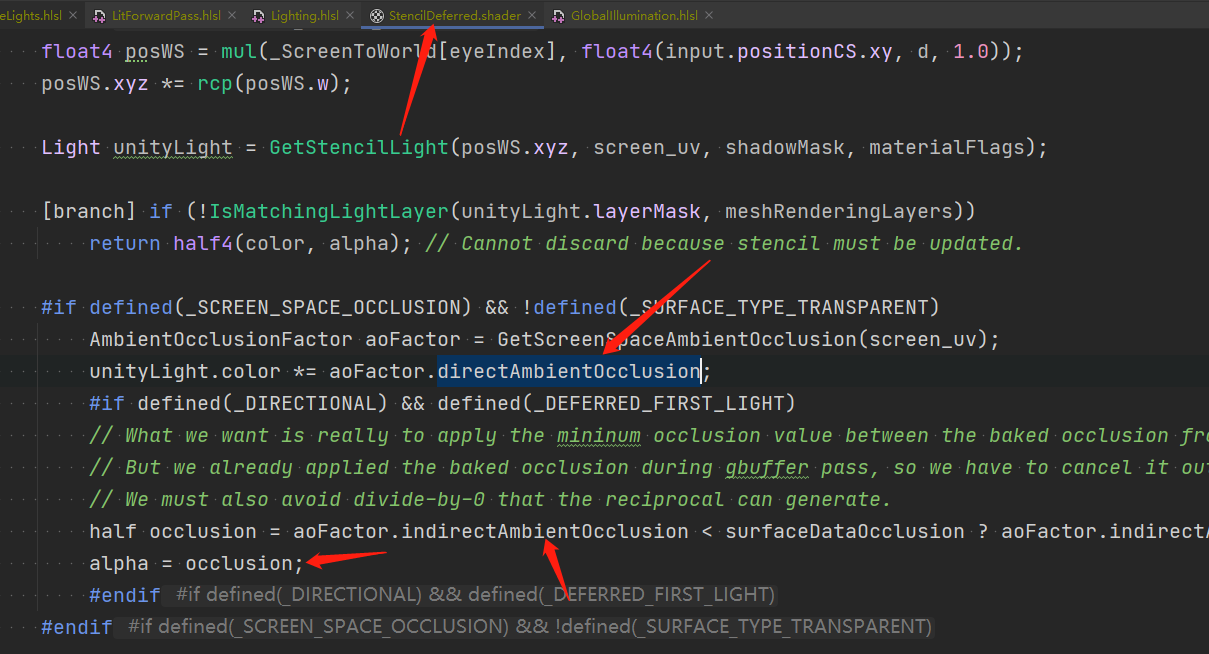 eLights.hlsl × LitForwardPass.hlsl × Lighting.hlsl × StencilDeferred.shader × GlobalIllumination.hlsl ×
float4 posWS = mul(_ScreenToWorld[eyeIndex], float4(input.positionCS.xy, d, 1.0));
posWS.xyz *= rcp(posWS.w);
Light unityLight = GetStencilLight(posWS.xyz, screen_uv, shadowMask, materialFlags);
[branch] if (!IsMatchingLightLayer(unityLight.layerMask, meshRenderingLayers))
return half4(color, alpha); // Cannot discard because stencil must be updated.
#if defined(_SCREEN_SPACE_OCCLUSION) && !defined(_SURFACE_TYPE_TRANSPARENT)
AmbientOcclusionFactor aoFactor = GetScreenSpaceAmbientOcclusion(screen_uv);
unityLight.color *= aoFactor.directAmbientOcclusion;
#if defined(_DIRECTIONAL) && defined(_DEFERRED_FIRST_LIGHT)
// What we want is really to apply the mininum occlusion value between the baked occlusion fro
// But we already applied the baked occlusion during gbuffer pass, so we have to cancel it out
// We must also avoid divide-by-0 that the reciprocal can generate.
half occlusion = aoFactor.indirectAmbientOcclusion < surfaceDataOcclusion ? aoFactor.indirectA
alpha = occlusion;
#endif #if defined(_DIRECTIONAL) && defined(_DEFERRED_FIRST_LIGHT)
#endif #if defined(_SCREEN_SPACE_OCCLUSION) && !defined(_SURFACE_TYPE_TRANSPARENT)